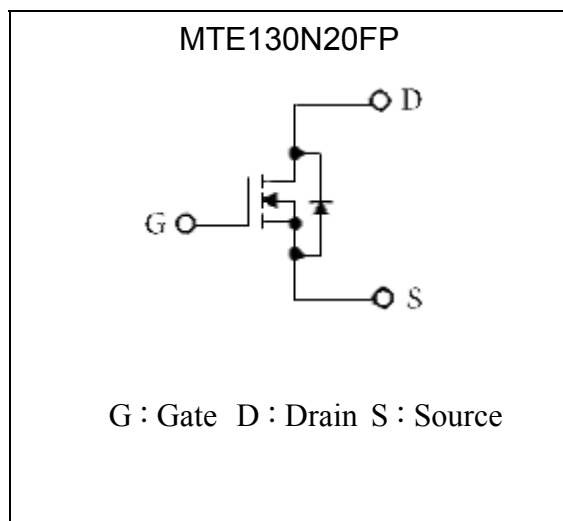 MTE130N20FP
D
G
S
G：Gate D：Drain S：Source